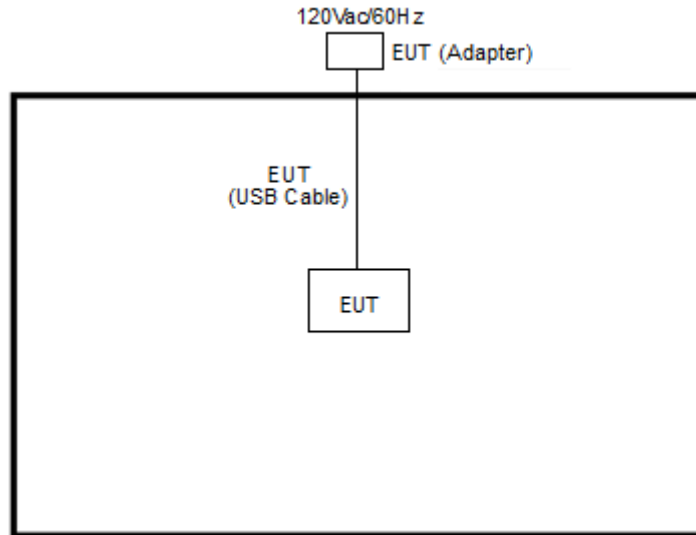 120Vac/60Hz
EUT (Adapter)
EUT
(USB Cable)
EUT